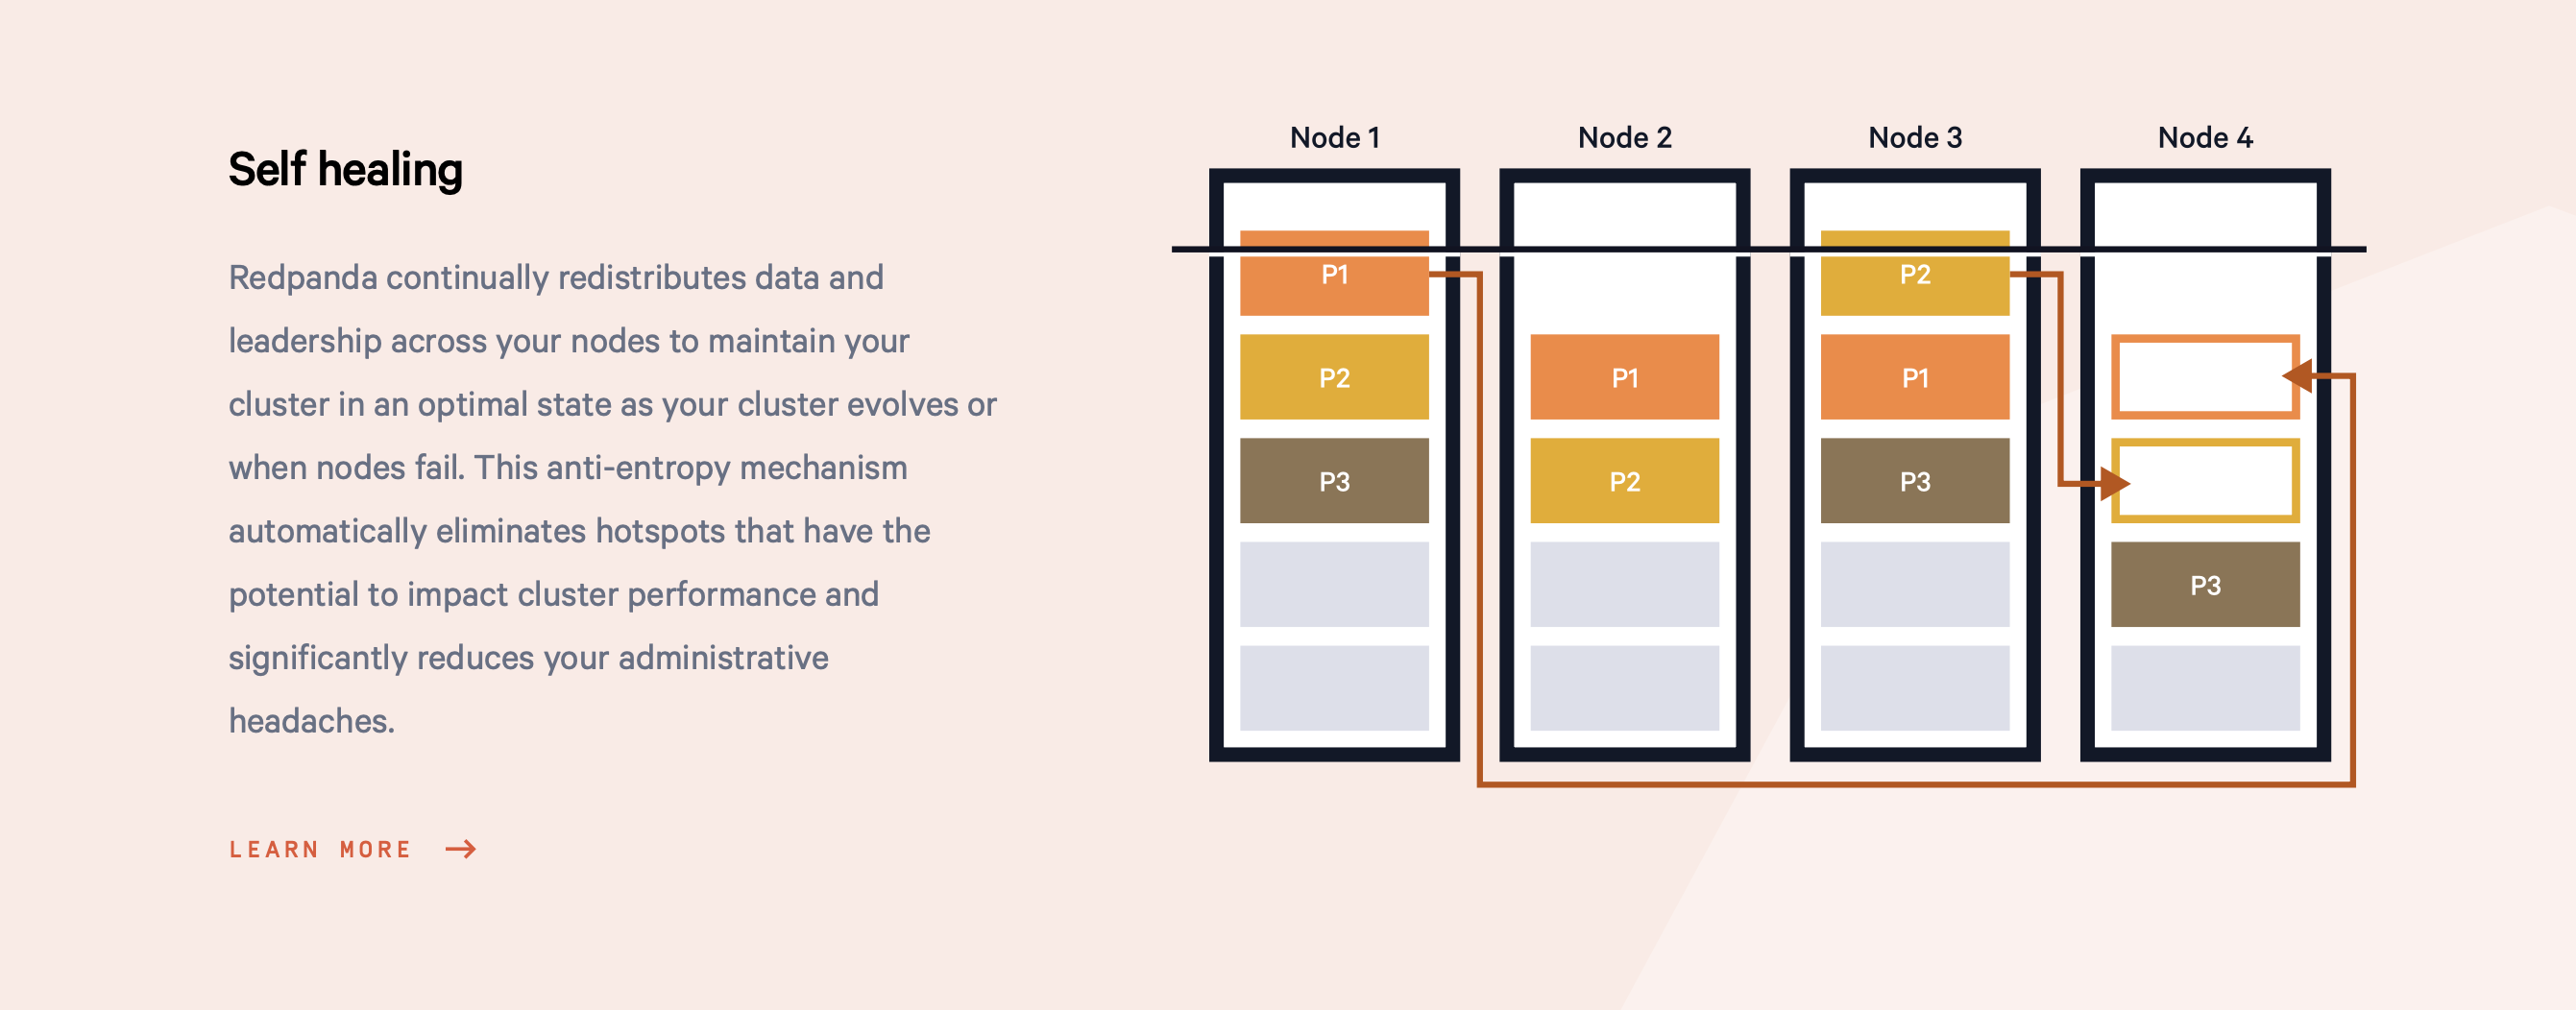 Self healing
Redpanda continually redistributes data and
leadership across your nodes to maintain your
cluster in an optimal state as your cluster evolves or
when nodes fail. This anti-entropy mechanism
automatically eliminates hotspots that have the
potential to impact cluster performance and
significantly reduces your administrative
headaches.
LEARN MORE →
Node 1
P1
P2
P3
Node 2
P1
P2
Node 3
P2
P1
P3
Node 4
P3